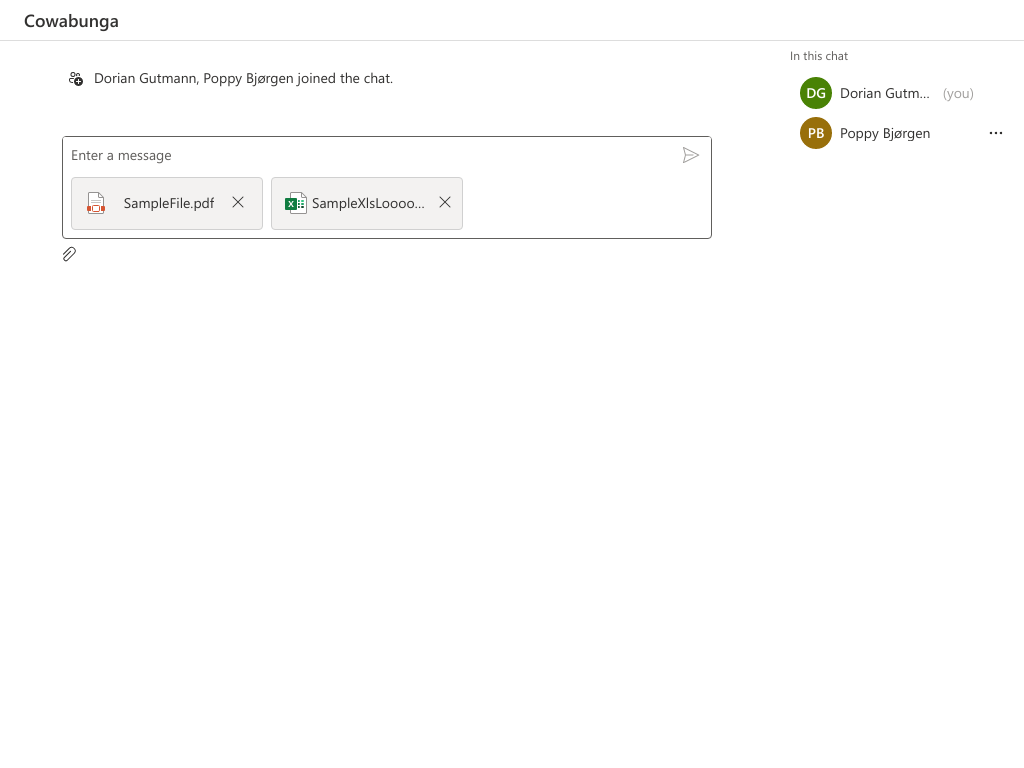 Cowabunga
Dorian Gutmann, Poppy Bjørgen joined the chat.
Enter a message
SampleFile.pdf
X
SampleXlsLoooo...
In this chat
DG
Dorian Gutm...
(you)
PB
Poppy Bjørgen